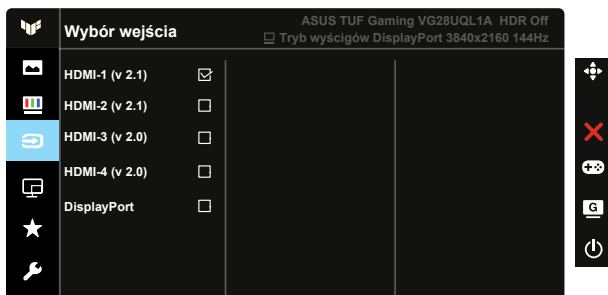 Wybór wejścia
ASUS TUF Gaming VG28UQL1A HDR Off
Tryb wyścigów DisplayPort 3840x2160 144Hz
HDMI-1 (v 2.1)
HDMI-2 (v 2.1)
HDMI-3 (v 2.0)
HDMI-4 (v 2.0)
DisplayPort
G